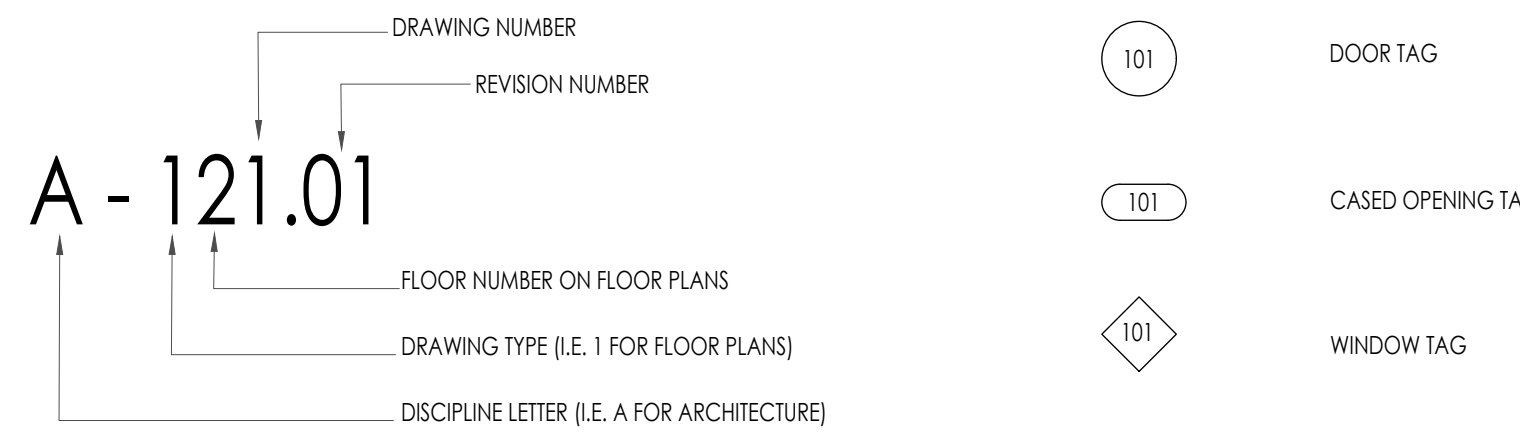 DRAWING NUMBER
REVISION NUMBER
A - 121.01
FLOOR NUMBER ON FLOOR PLANS
DRAWING TYPE (I.E. 1 FOR FLOOR PLANS)
DISCIPLINE LETTER (I.E. A FOR ARCHITECTURE)
101 DOOR TAG
101 CASED OPENING
101 WINDOW TAG